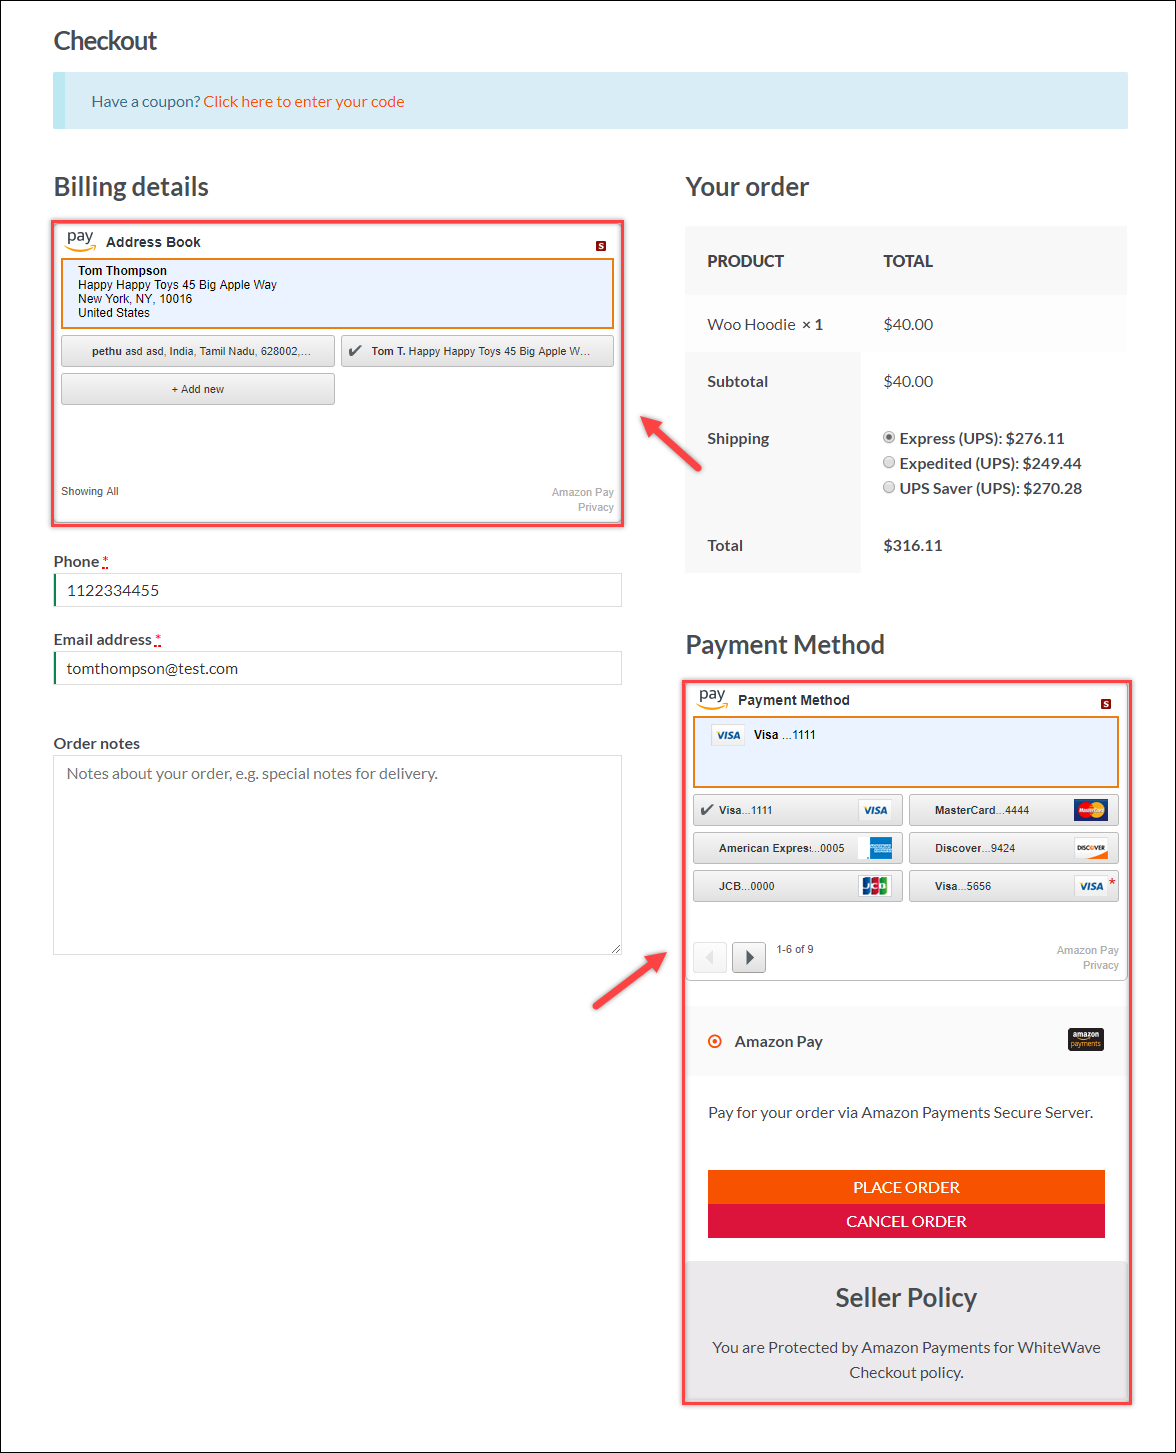 Checkout
Have a coupon? Click here to enter your code
Billing details
pay Address Book
S
Tom Thompson
Happy Happy Toys 45 Big Apple Way
New York, NY, 10016
United States
pethu asd asd, India, Tamil Nadu, 628002,...
✔ Tom T. Happy Happy Toys 45 Big Apple W...
+ Add new
Showing All
Amazon Pay
Privacy
Phone *
1122334455
Email address *
tomthompson@test.com
Order notes
Notes about your order, e.g. special notes for delivery.
Your order
PRODUCT TOTAL
Woo Hoodie × 1 $40.00
Subtotal $40.00
Shipping Express (UPS): $276.11
Expedited (UPS): $249.44
UPS Saver (UPS): $270.28
Total $316.11
Payment Method
pay Payment Method
S
VISA Visa ...1111
✔ Visa...1111 VISA
MasterCard...4444 MasterCard
American Express...0005
Discover...9424 DISCOVER
JCB...0000 JCB
Visa...5656 VISA *
1-6 of 9
Amazon Pay
Privacy
Amazon Pay
amazon
payments
Pay for your order via Amazon Payments Secure Server.
PLACE ORDER
CANCEL ORDER
Seller Policy
You are Protected by Amazon Payments for WhiteWave
Checkout policy.